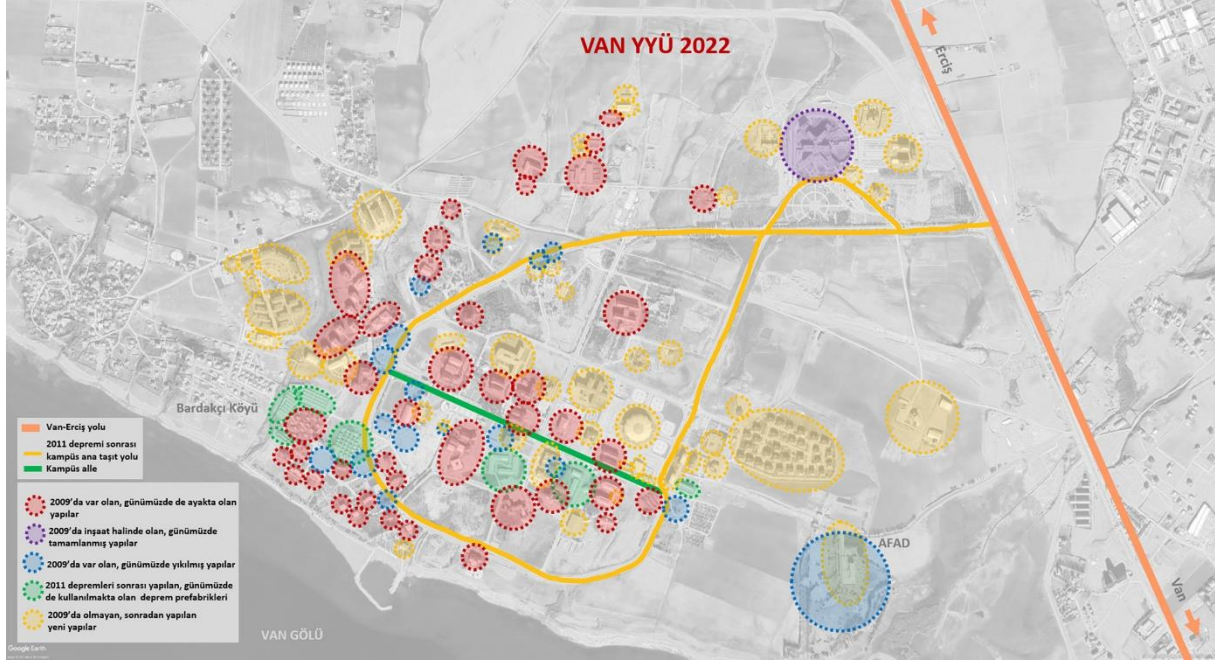 VAN YYÜ 2022
Erciş
Bardakçı Köyü
Van-Erciş yolu
2011 depremi sonrası
kampüs ana taşıt yolu
Kampüs alle
2009'da var olan, günümüzde de ayakta olan
yapılar
2009'da inşaat halinde olan, günümüzde
tamamlanmış yapılar
2009'da var olan, günümüzde yıkılmış yapılar
2011 depremleri sonrası yapılan, günümüzde
de kullanılmakta olan deprem prefabrikleri
2009'da olmayan, sonradan yapılan
yeni yapılar
AFAD
Van
VAN GÖLÜ
Google Earth